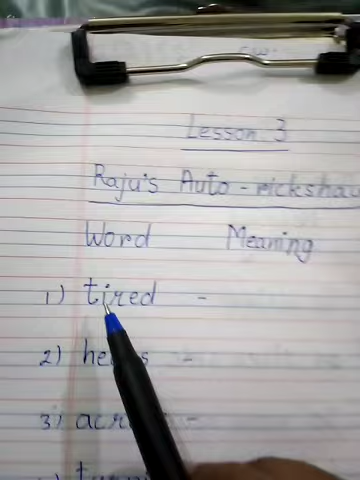 Lesson 3
Raju's Auto-rickshaw
Word Meaning
1) tired -
2) -
3) -